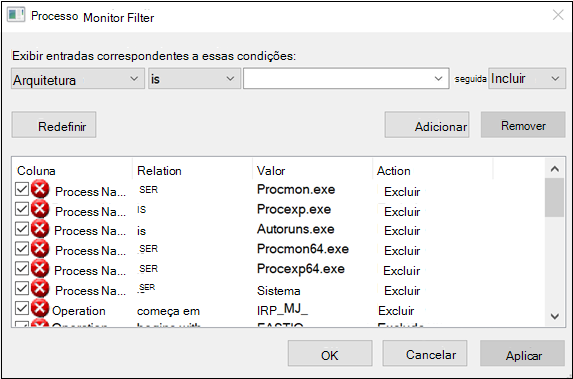 Processo Monitor Filter
Exibir entradas correspondentes a essas condições:
Arquitetura is seguida Incluir
Redefinir Adicionar Remover
Coluna Relation Valor Action
Process Na... .SER Procmon.exe Excluir
Process Na... IS Procexp.exe Excluir
Process Na... is Autoruns.exe Excluir
Process Na... .SER Procmon64.exe Excluir
Process Na... .SER Procexp64.exe Excluir
Process Na... .SER Sistema Excluir
Operation começa em IRP_MJ_ Excluir
Operation begins with FASTIO_ Exclude
OK Cancelar Aplicar